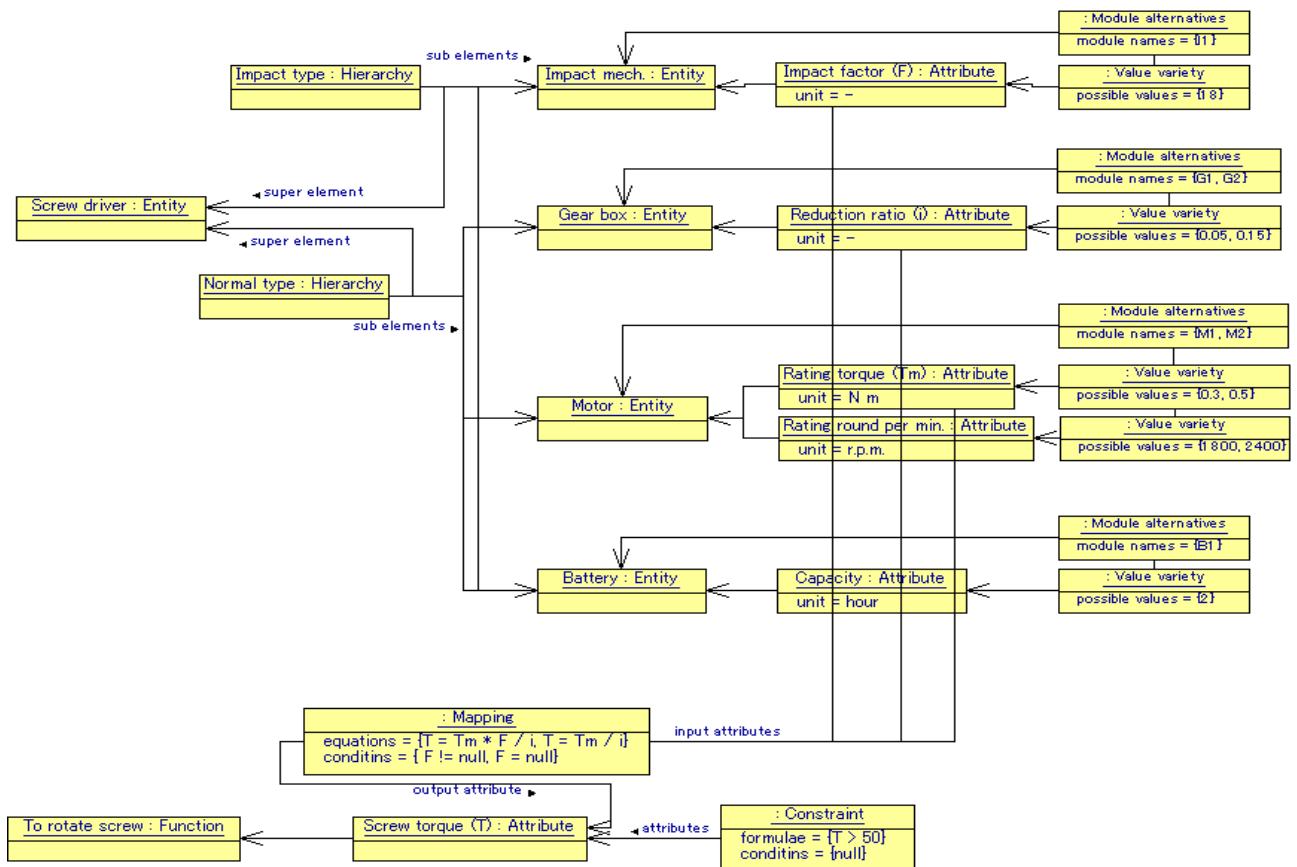 : Module alternatives
module names = {I1}
sub elements
Impact type : Hierarchy
Impact mech. : Entity
Impact factor (F) : Attribute
unit = -
: Value variety
possible values = {18}
super element
Screw driver : Entity
super element
: Module alternatives
module names = {G1, G2}
Gear box : Entity
Reduction ratio (i) : Attribute
unit = -
: Value variety
possible values = {0.05, 0.15}
Normal type : Hierarchy
sub elements
: Module alternatives
module names = {M1, M2}
Motor : Entity
Rating torque (Tm) : Attribute
unit = N m
: Value variety
possible values = {0.3, 0.5}
Rating round per min. : Attribute
unit = r.p.m.
: Value variety
possible values = {1800, 2400}
: Module alternatives
module names = {B1}
Battery : Entity
Capacity : Attribute
unit = hour
: Value variety
possible values = {2}
: Mapping
equations = {T = Tm * F / i, T = Tm / i}
conditins = { F != null, F = null}
input attributes
output attribute
To rotate screw : Function
Screw torque (T) : Attribute
attributes
: Constraint
formulae = {T > 50}
conditins = {null}